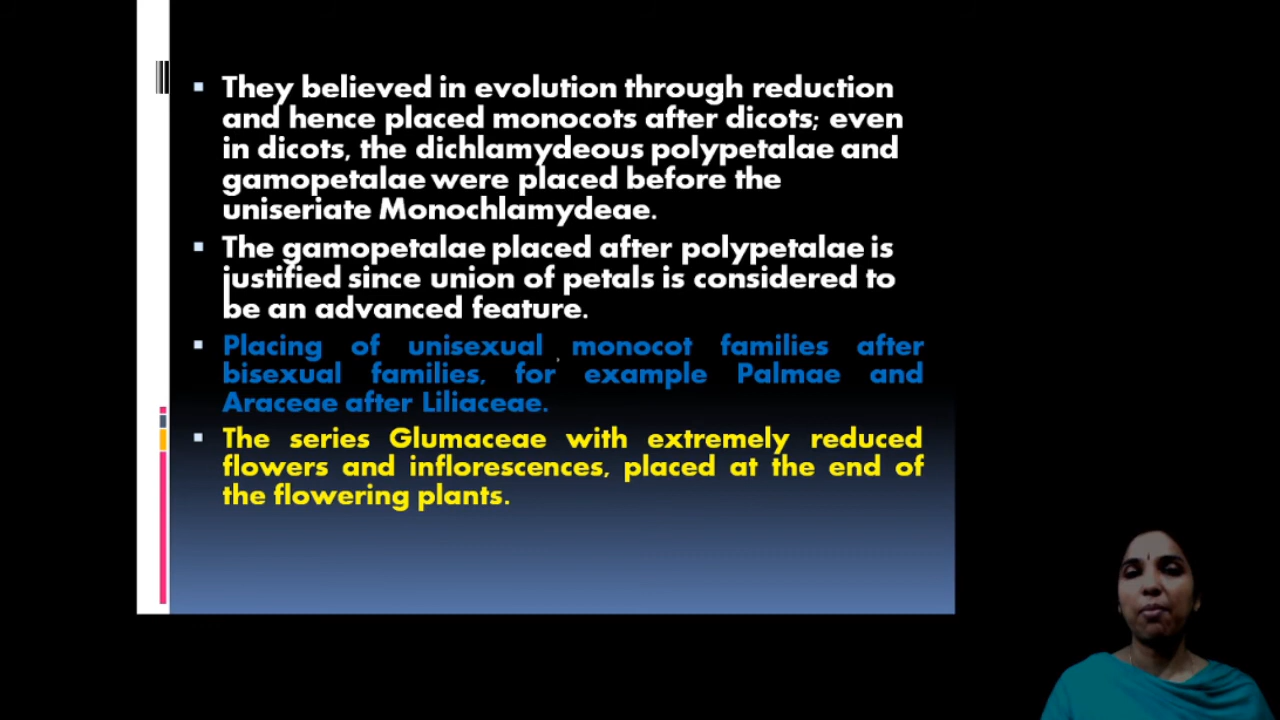 ▪ They believed in evolution through reduction
and hence placed monocots after dicots; even
in dicots, the dichlamydeous polypetalae and
gamopetalae were placed before the
uniseriate Monochlamydeae.
▪ The gamopetalae placed after polypetalae is
justified since union of petals is considered to
be an advanced feature.
▪ Placing of unisexual monocot families after
bisexual families, for example Palmae and
Araceae after Liliaceae.
▪ The series Glumaceae with extremely reduced
flowers and inflorescences, placed at the end of
the flowering plants.